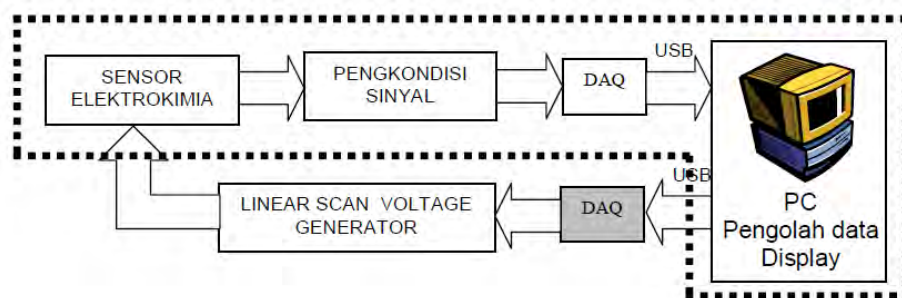 SENSOR
ELEKTROKIMIA
PENGKONDISI
SINYAL
DAQ
USB
LINEAR SCAN VOLTAGE
GENERATOR
DAQ
USB
PC
Pengolah data
Display